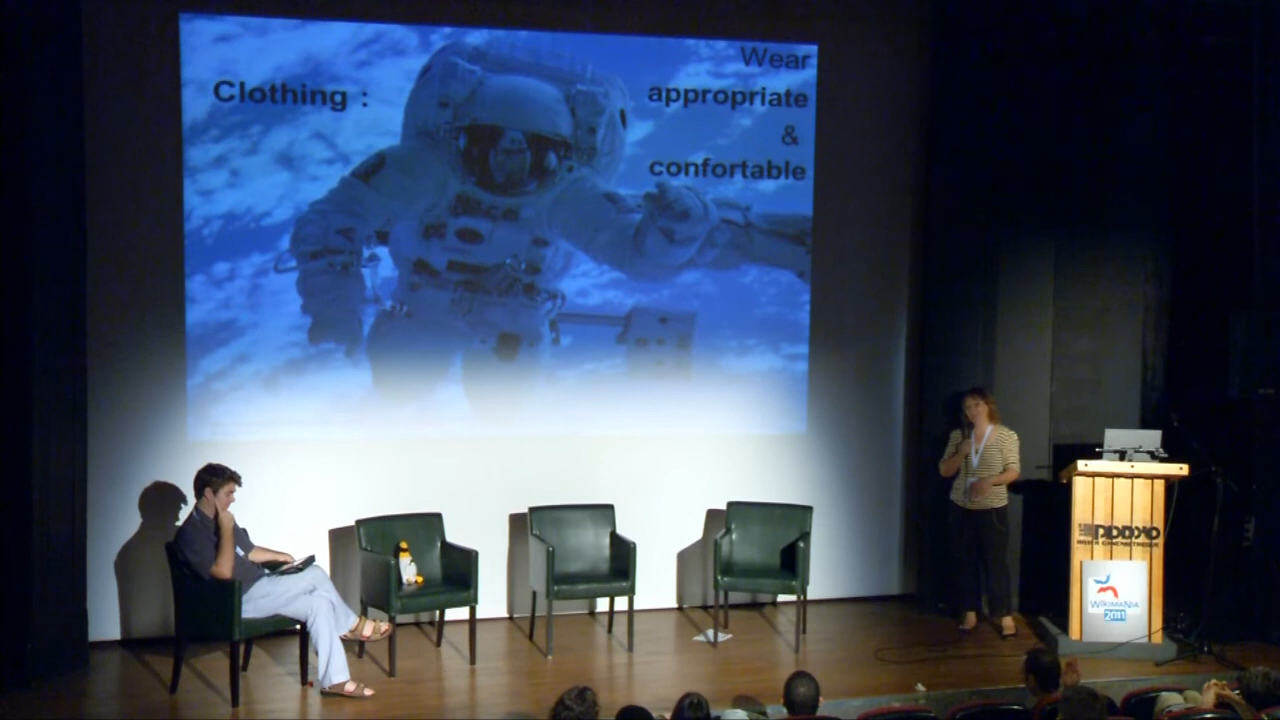 Clothing :
Wear
appropriate
&
confortable
WIKIMANIA
2011